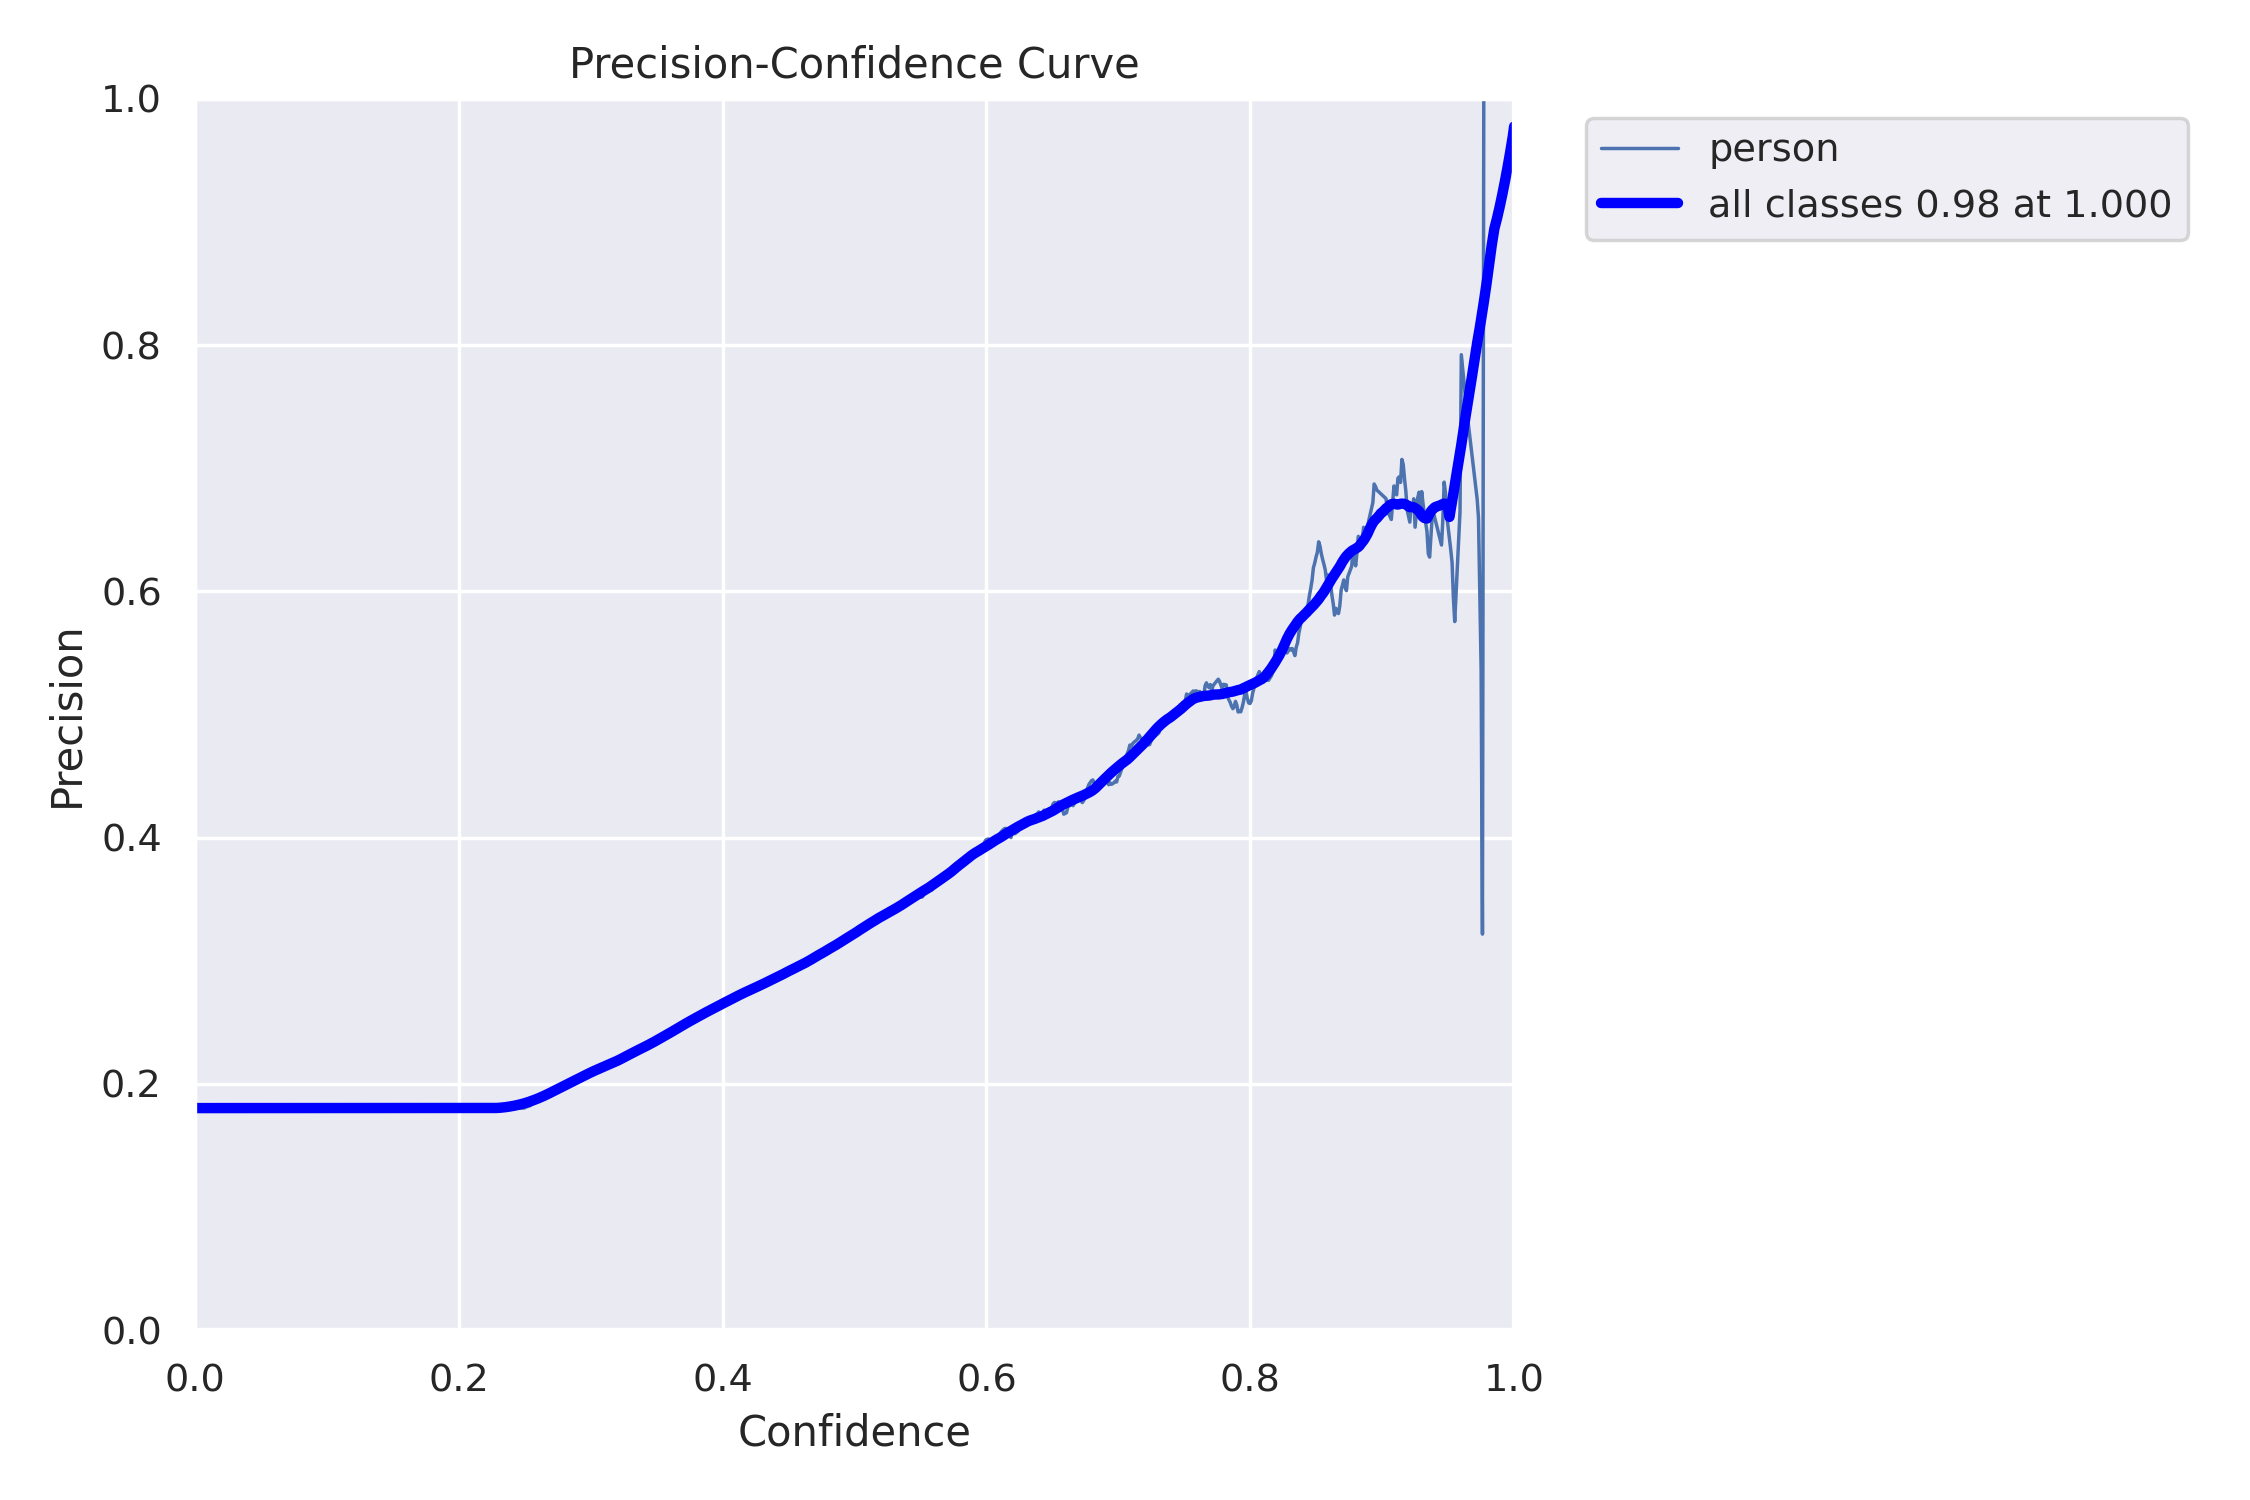 Precision-Confidence Curve
person
all classes 0.98 at 1.000
1.0
0.8
0.6
0.4
0.2
0.0
Precision
0.0 0.2 0.4 0.6 0.8 1.0
Confidence